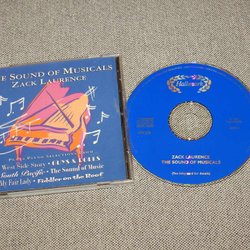 THE SOUND OF MUSICALS
ZACK LAURENCE
West Side Story • GUYS & DOLLS
South Pacific • The Sound of Music
My Fair Lady • Fiddler on the Roof
Hallmark
ZACK LAURENCE
THE SOUND OF MUSICALS